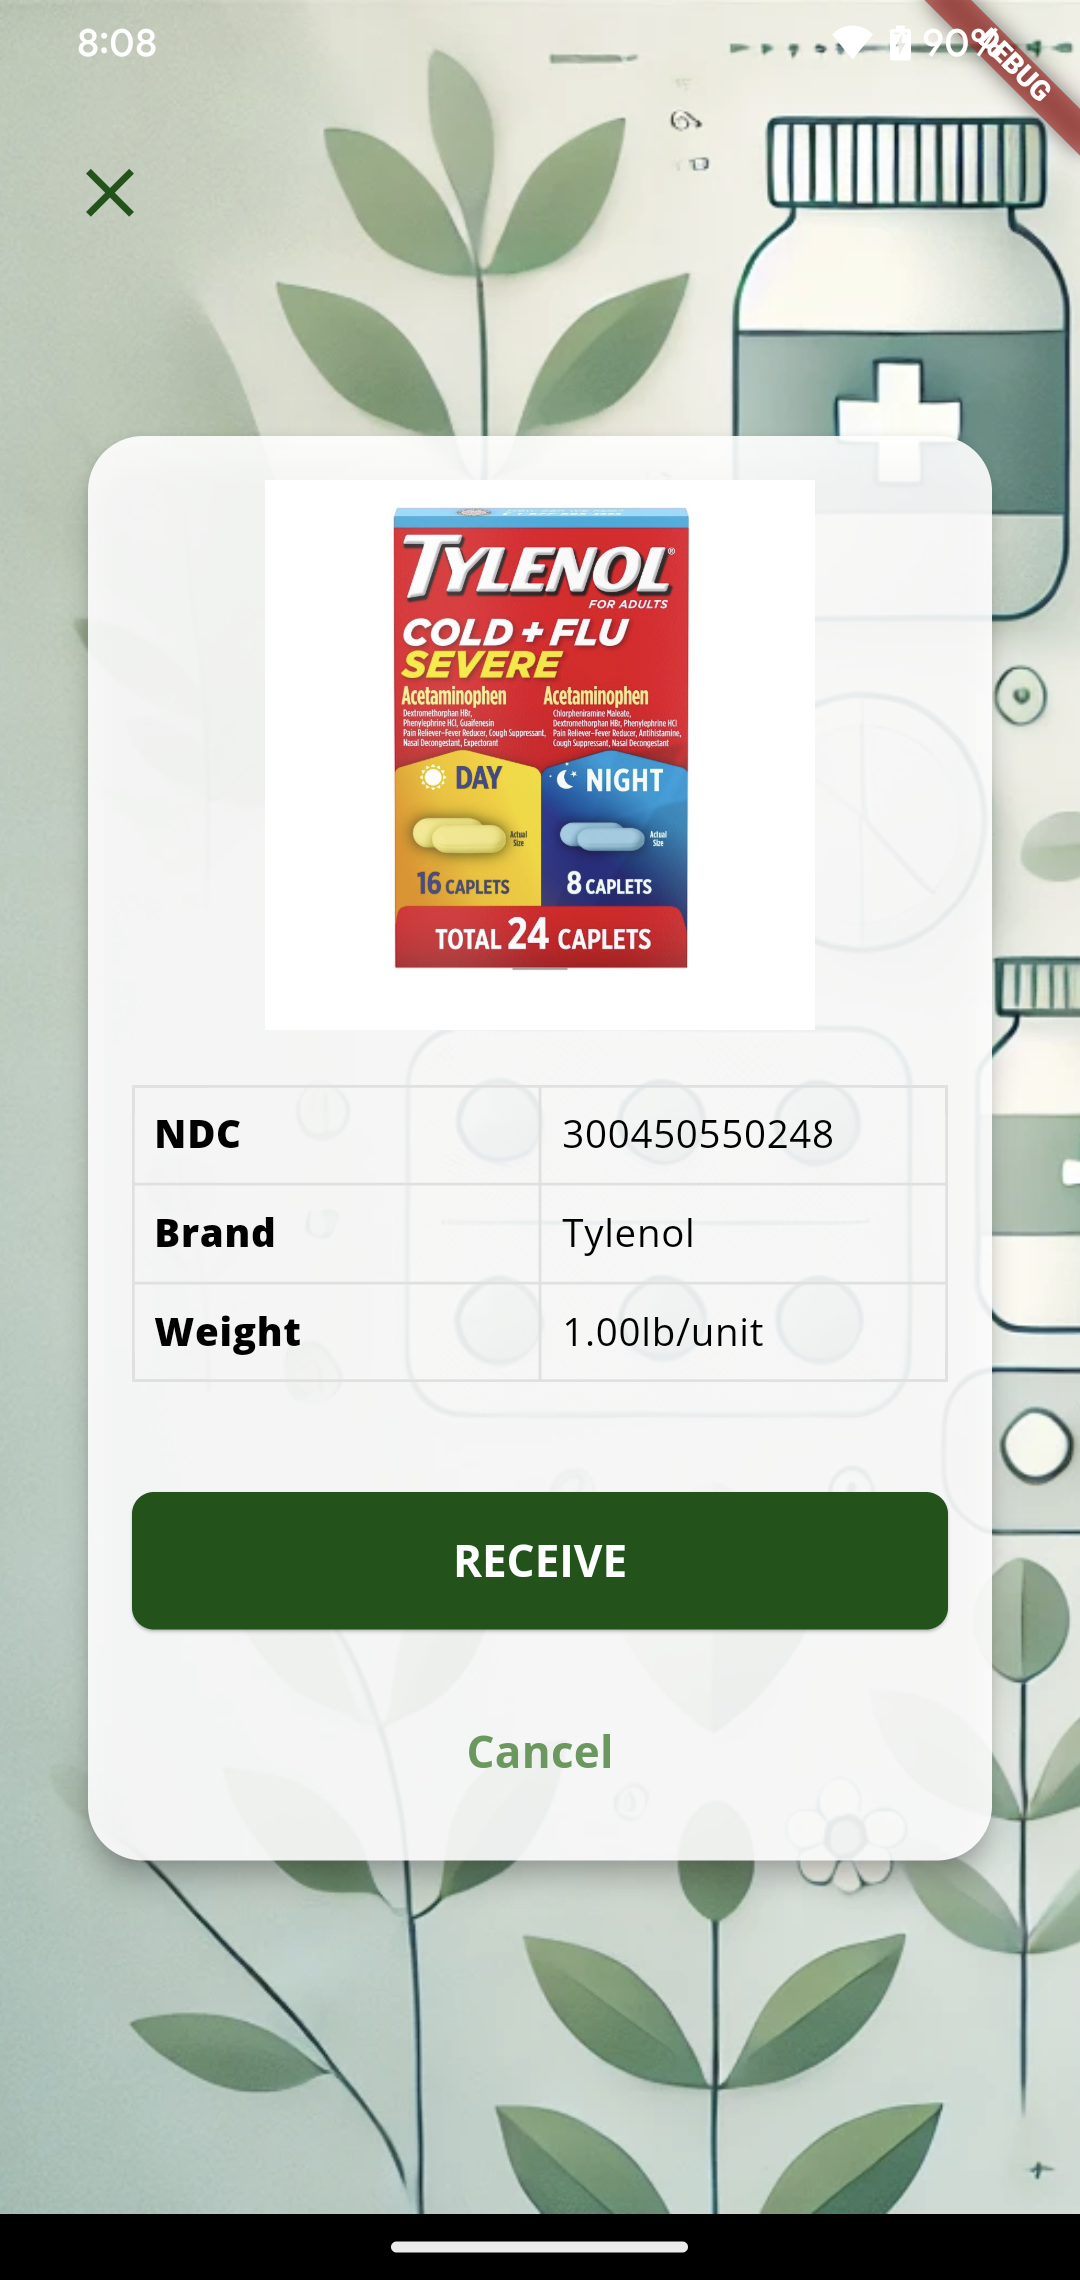 8:08
90%
DEBUG
TYLENOL®
FOR ADULTS
COLD + FLU
SEVERE
Acetaminophen
Dextromethorphan HBr,
Phenylephrine HCl, Guaifenesin
Pain Reliever-Fever Reducer, Cough Suppressant,
Nasal Decongestant, Expectorant
Acetaminophen
Chlorpheniramine Maleate,
Dextromethorphan HBr, Phenylephrine HCl
Pain Reliever-Fever Reducer, Antihistamine,
Cough Suppressant, Nasal Decongestant
DAY
Actual
Size
16 CAPLETS
NIGHT
Actual
Size
8 CAPLETS
TOTAL 24 CAPLETS
NDC 300450550248
Brand Tylenol
Weight 1.00lb/unit
RECEIVE
Cancel